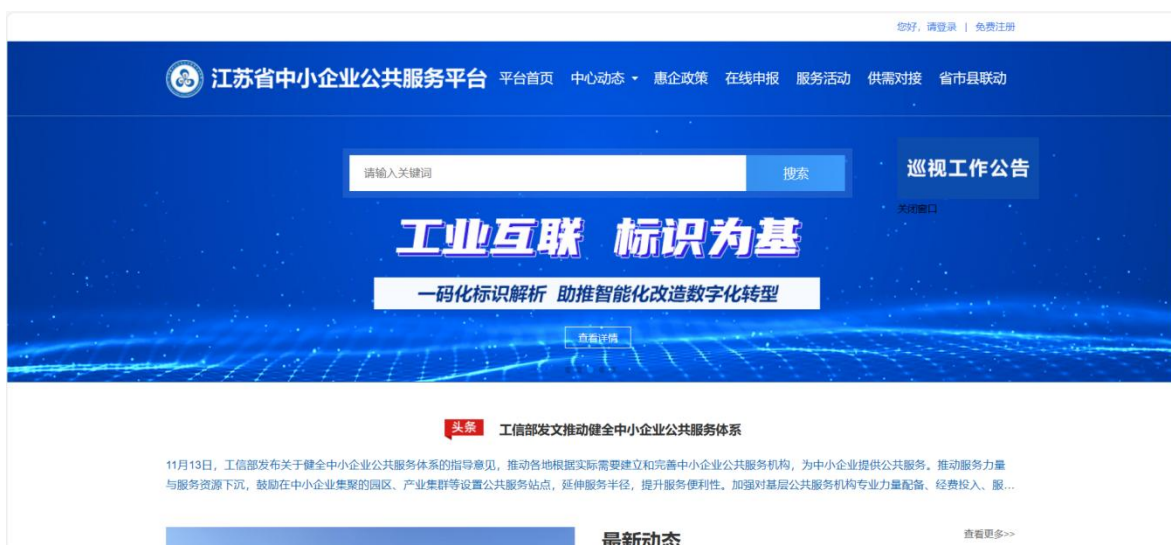 您好，请登录 | 免费注册
江苏省中小企业公共服务平台 平台首页 中心动态 惠企政策 在线申报 服务活动 供需对接 省市县联动
请输入关键词 搜索
巡视工作公告
关闭窗口
工业互联 标识为基
一码化标识解析 助推智能化改造数字化转型
查看详情
头条 工信部发文推动健全中小企业公共服务体系
11月13日，工信部发布关于健全中小企业公共服务体系的指导意见，推动各地根据实际需要建立和完善中小企业公共服务机构，为中小企业提供公共服务。推动服务力量
与服务资源下沉，鼓励在中小企业集聚的园区、产业集群等设置公共服务站点，延伸服务半径，提升服务便利性。加强对基层公共服务机构专业力量配备、经费投入、服...
最新动态 查看更多>>